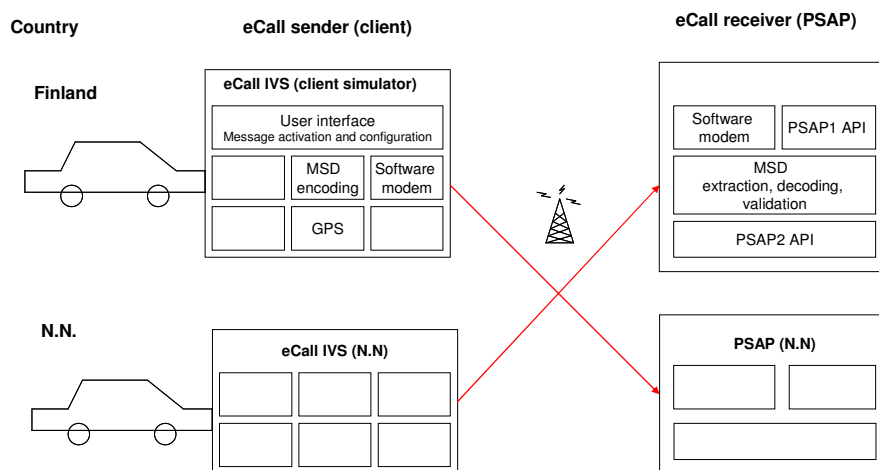 Country
eCall sender (client)
eCall receiver (PSAP)
Finland
eCall IVS (client simulator)
User interface
Message activation and configuration
MSD
encoding
Software
modem
GPS
Software
modem
PSAP1 API
MSD
extraction, decoding,
validation
PSAP2 API
N.N.
eCall IVS (N.N)
PSAP (N.N)